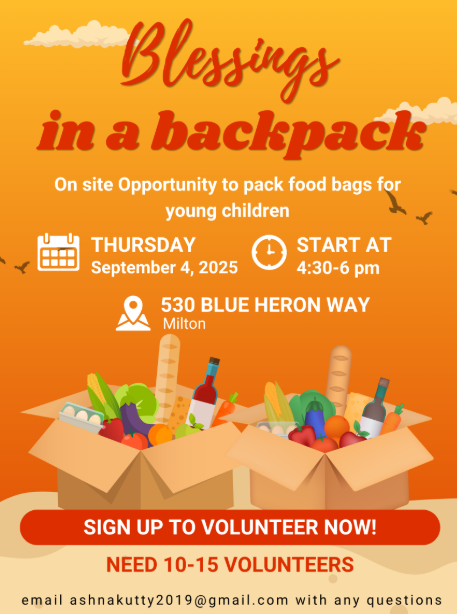 Blessings
in a backpack
On site Opportunity to pack food bags for
young children
THURSDAY
September 4, 2025
START AT
4:30-6 pm
530 BLUE HERON WAY
Milton
SIGN UP TO VOLUNTEER NOW!
NEED 10-15 VOLUNTEERS
email ashnakutty2019@gmail.com with any questions